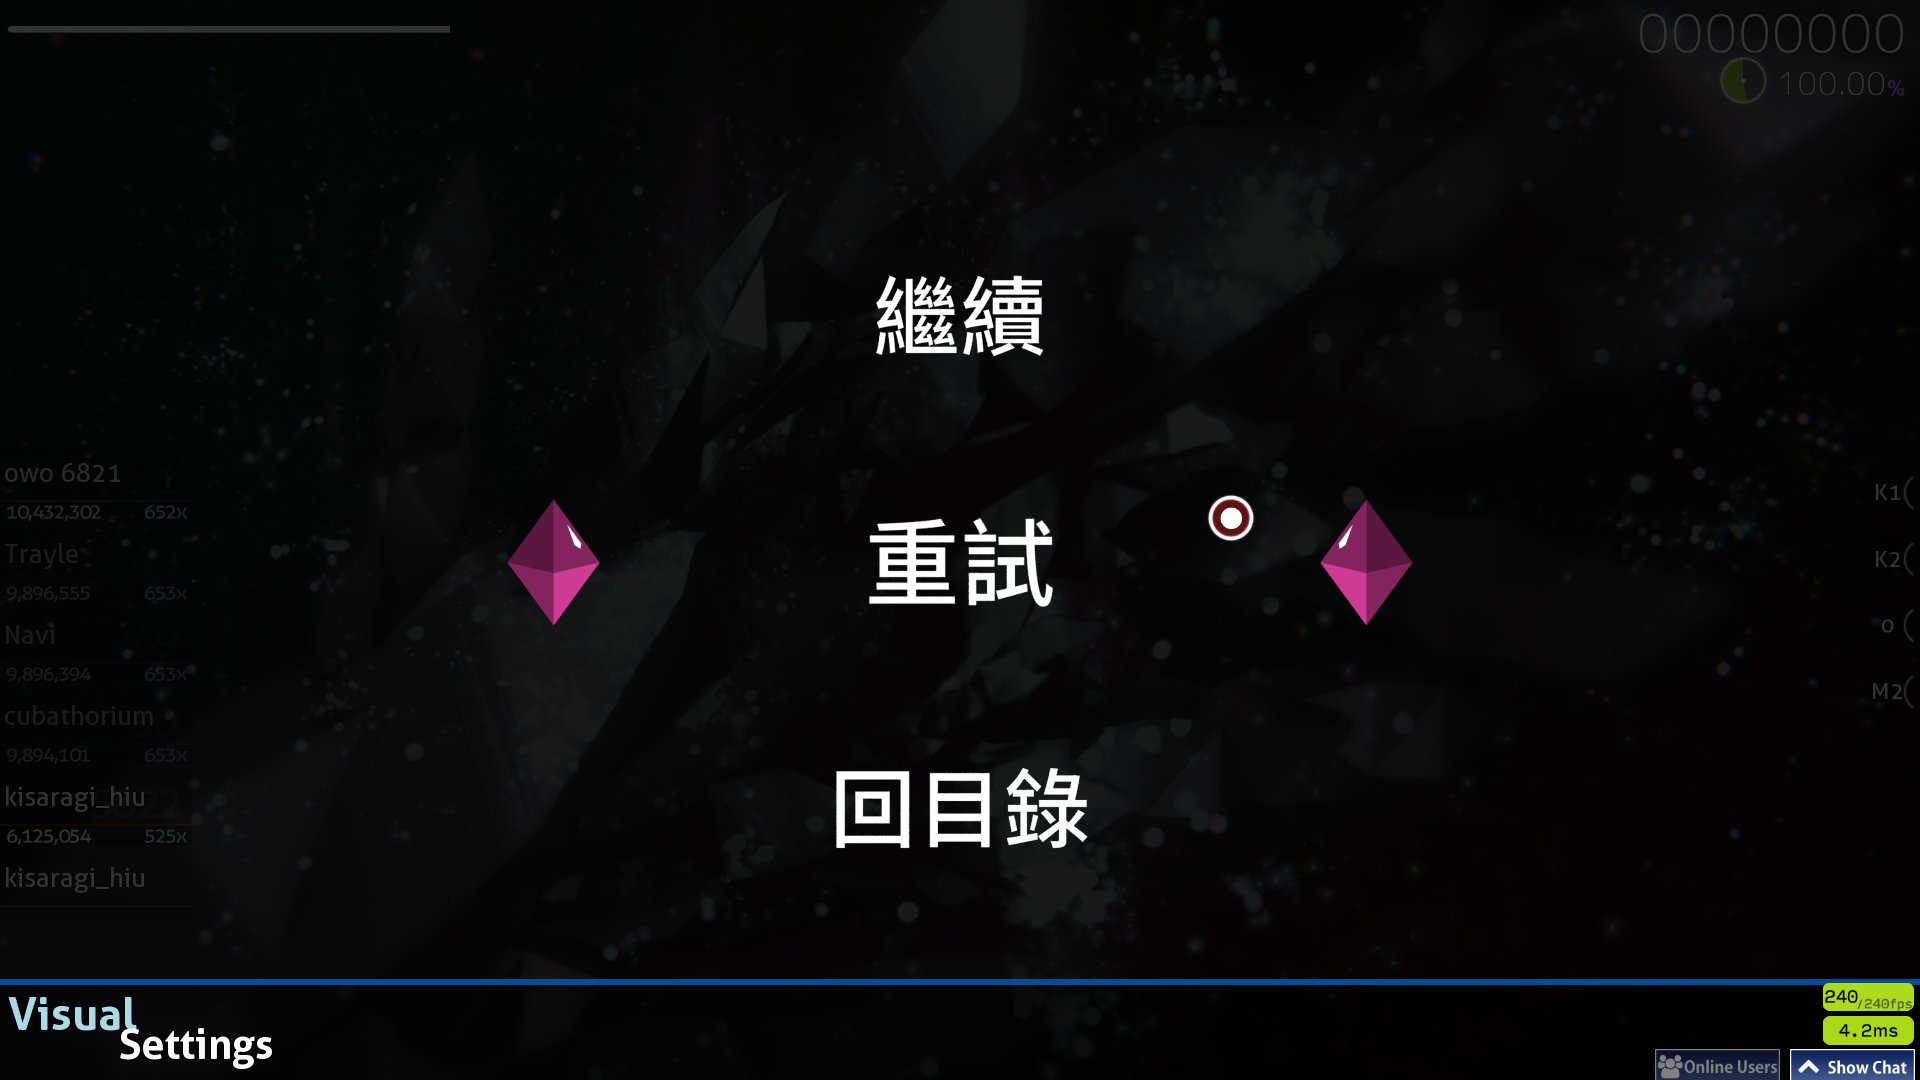 00000000
100.00%
繼續
owo 6821
10,432,302 652x
Trayle
9,896,555 653x
Navi
9,896,394 653x
cubathorium
9,894,101 653x
kisaragi_hiu
6,125,054 525x
kisaragi_hiu
重試
回目錄
K1
K2
M2
Visual
Settings
240/240fps
4.2ms
Online Users
Show Chat